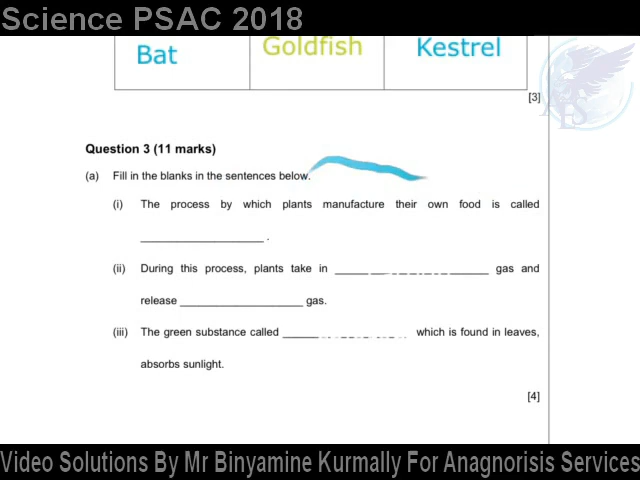 Science PSAC 2018
Bat Goldfish Kestrel
[3]
AES
Question 3 (11 marks)
(a) Fill in the blanks in the sentences below.
(i) The process by which plants manufacture their own food is called
____________________ .
(ii) During this process, plants take in _________________________ gas and
release ____________________ gas.
(iii) The green substance called ____________________ which is found in leaves,
absorbs sunlight.
[4]
Video Solutions By Mr Binyamine Kurmally For Anagnorisis Services